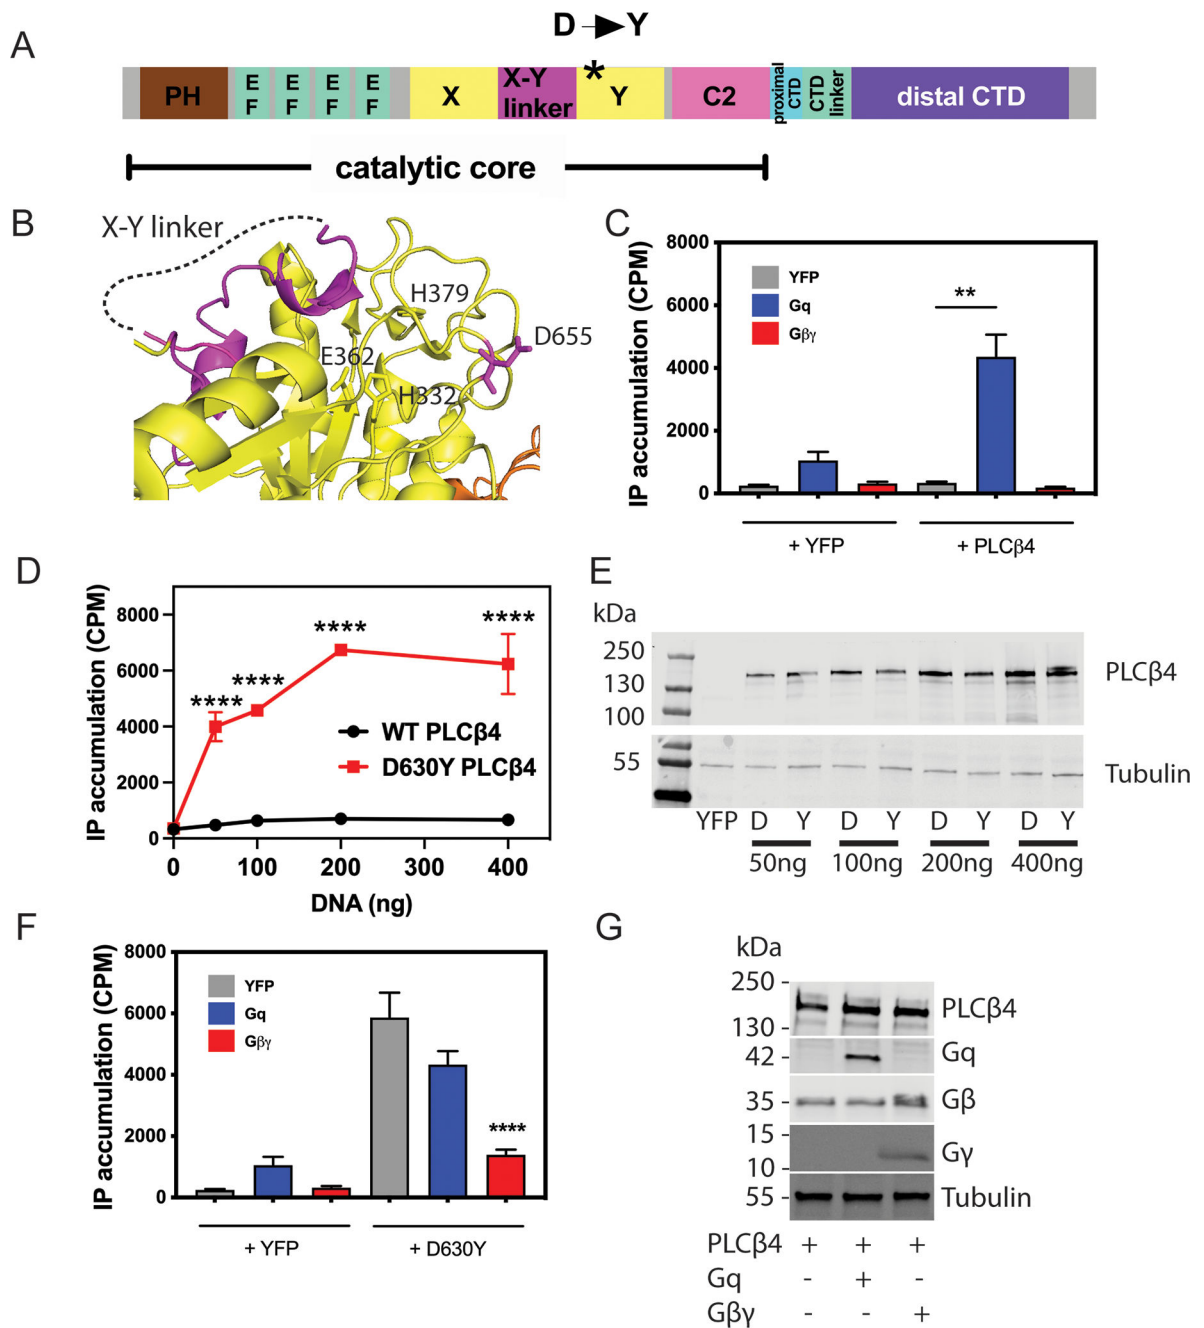 A
D → Y
PH
E F
E F
E F
E F
X
X-Y linker
*
Y
C2
proximal CTD
CTD linker
distal CTD
catalytic core
B
X-Y linker
H379
D655
E362
H332
C
IP accumulation (CPM)
8000
6000
4000
2000
0
YFP
Gq
Gβγ
**
+ YFP
+ PLCβ4
D
IP accumulation (CPM)
8000
6000
4000
2000
0
****
****
****
****
WT PLCβ4
D630Y PLCβ4
0
100
200
300
400
DNA (ng)
E
kDa
250
130
100
55
PLCβ4
Tubulin
YFP D Y D Y D Y D Y
50ng 100ng 200ng 400ng
F
IP accumulation (CPM)
8000
6000
4000
2000
0
YFP
Gq
Gβγ
****
+ YFP
+ D630Y
G
kDa
250 -
130 -
PLCβ4
42 -
Gq
35 -
Gβ
15 -
10 -
Gγ
55 -
Tubulin
PLCβ4 + + +
Gq - + -
Gβγ - - +